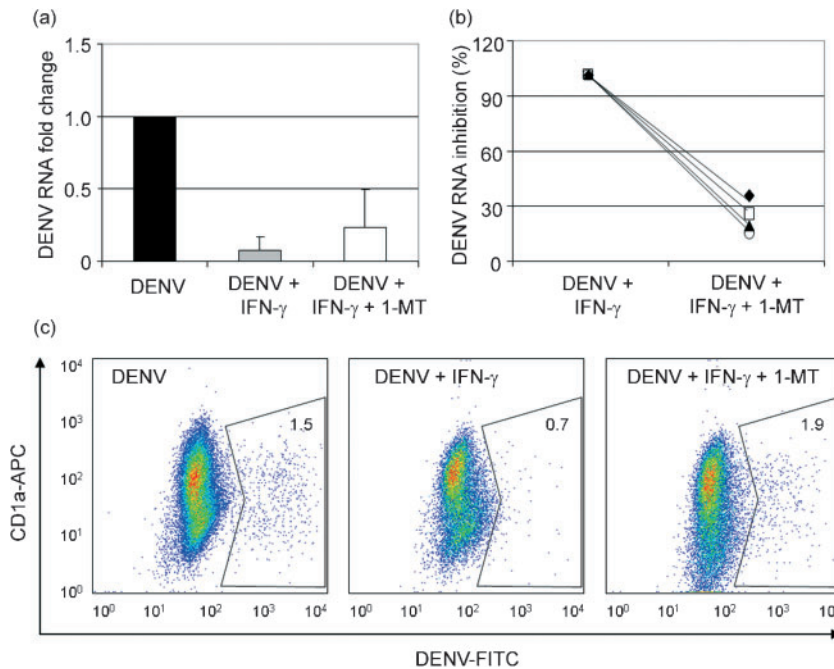 (a)
DENV RNA fold change
1.5
1.0
0.5
0.0
DENV
DENV +
IFN-γ
DENV +
IFN-γ + 1-MT
(b)
DENV RNA inhibition (%)
120
90
60
30
0
DENV +
IFN-γ
DENV +
IFN-γ + 1-MT
(c)
CD1a-APC
10⁴
10³
10²
10¹
10⁰
DENV
1.5
10⁰ 10¹ 10² 10³ 10⁴
DENV + IFN-γ
0.7
10⁰ 10¹ 10² 10³ 10⁴
DENV + IFN-γ + 1-MT
1.9
10⁰ 10¹ 10² 10³ 10⁴
DENV-FITC